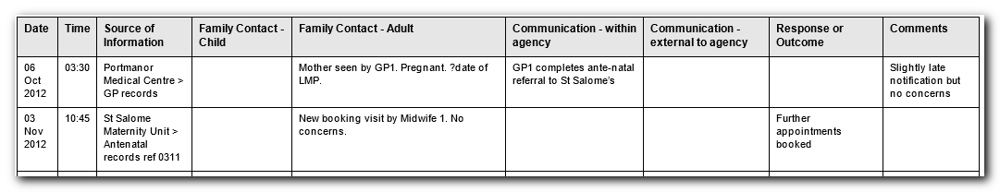 Date Time Source of Information Family Contact - Child Family Contact - Adult Communication - within agency Communication - external to agency Response or Outcome Comments
06 Oct 2012 03:30 Portmanor Medical Centre > GP records Mother seen by GP1. Pregnant. ?date of LMP. GP1 completes ante-natal referral to St Salome's Slightly late notification but no concerns
03 Nov 2012 10:45 St Salome Maternity Unit > Antenatal records ref 0311 New booking visit by Midwife 1. No concerns. Further appointments booked